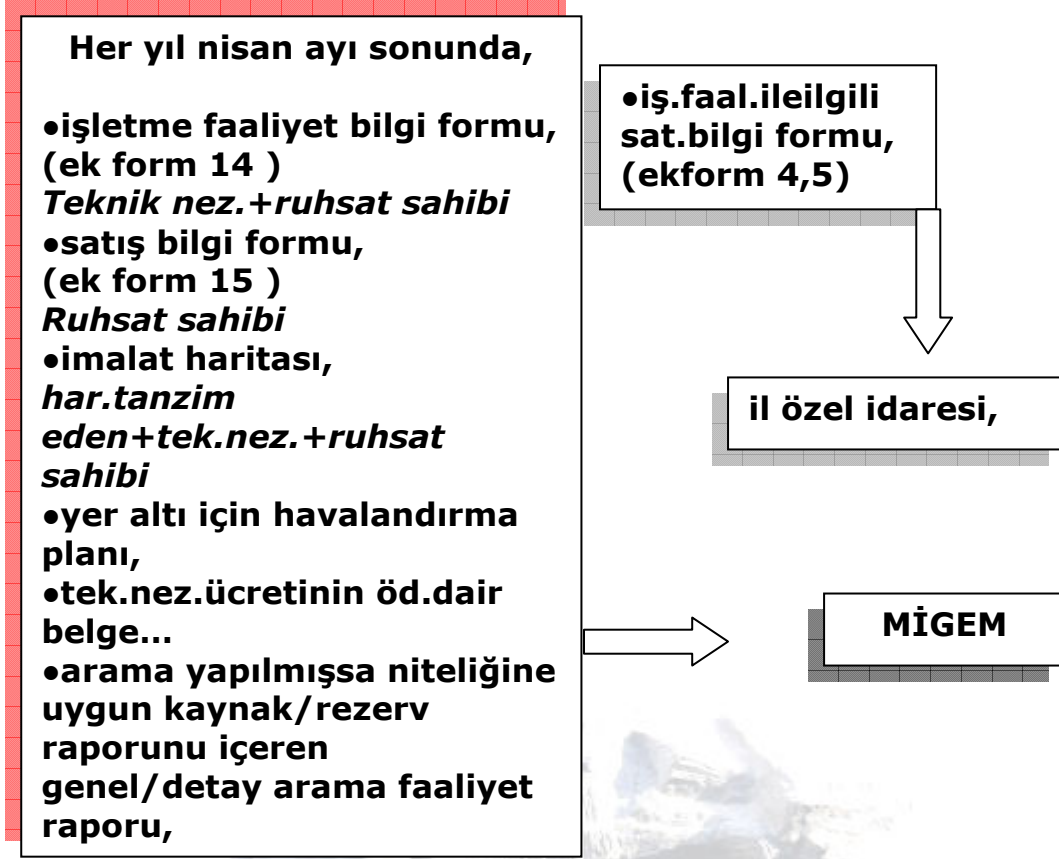 Her yıl nisan ayı sonunda,
●işletme faaliyet bilgi formu,
(ek form 14 )
Teknik nez.+ruhsat sahibi
●satış bilgi formu,
(ek form 15 )
Ruhsat sahibi
●imalat haritası,
har.tanzim
eden+tek.nez.+ruhsat
sahibi
●yer altı için havalandırma
planı,
●tek.nez.ücretinin öd.dair
belge…
●arama yapılmışsa niteliğine
uygun kaynak/rezerv
raporunu içeren
genel/detay arama faaliyet
raporu,
●iş.faal.ileilgili
sat.bilgi formu,
(ekform 4,5)
il özel idaresi,
MİGEM